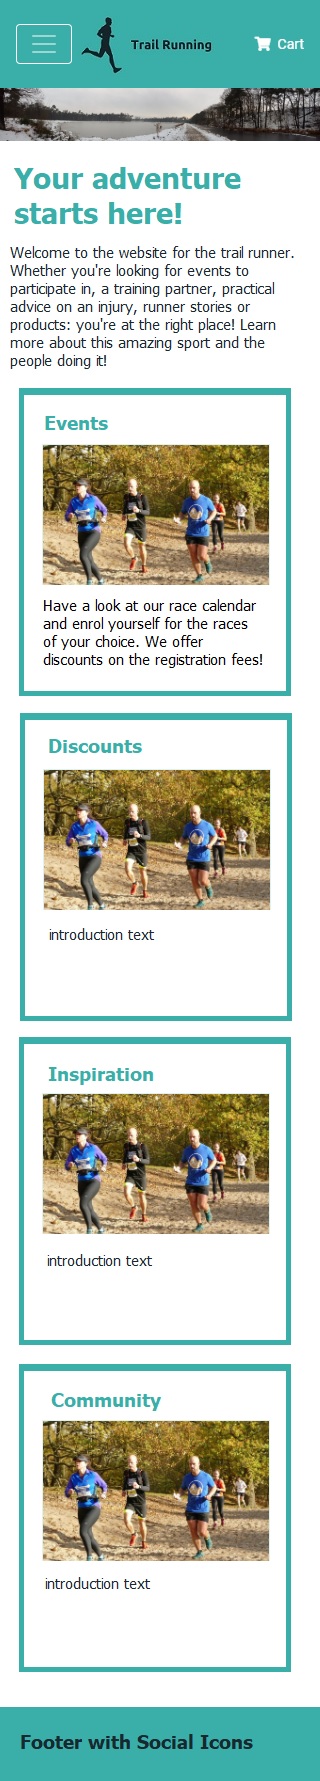 Trail Running
Cart
Your adventure
starts here!
Welcome to the website for the trail runner.
Whether you're looking for events to
participate in, a training partner, practical
advice on an injury, runner stories or
products: you're at the right place! Learn
more about this amazing sport and the
people doing it!
Events
Have a look at our race calendar
and enrol yourself for the races
of your choice. We offer
discounts on the registration fees!
Discounts
introduction text
Inspiration
introduction text
Community
introduction text
Footer with Social Icons